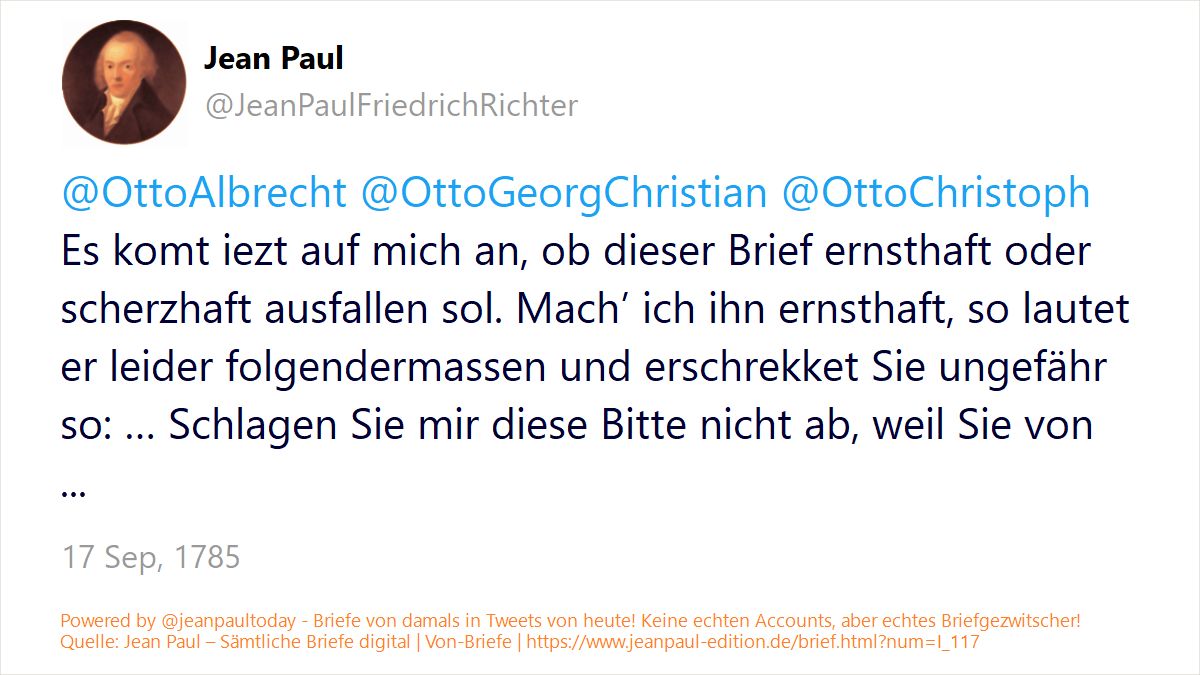 Jean Paul
@JeanPaulFriedrichRichter
@OttoAlbrecht @OttoGeorgChristian @OttoChristoph
Es komt iezt auf mich an, ob dieser Brief ernsthaft oder
scherzhaft ausfallen sol. Mach’ ich ihn ernsthaft, so lautet
er leider folgendermassen und erschrekket Sie ungefähr
so: … Schlagen Sie mir diese Bitte nicht ab, weil Sie von
...
17 Sep, 1785
Powered by @jeanpaultoday - Briefe von damals in Tweets von heute! Keine echten Accounts, aber echtes Briefgezwitscher!
Quelle: Jean Paul – Sämtliche Briefe digital | Von-Briefe | https://www.jeanpaul-edition.de/brief.html?num=I_117